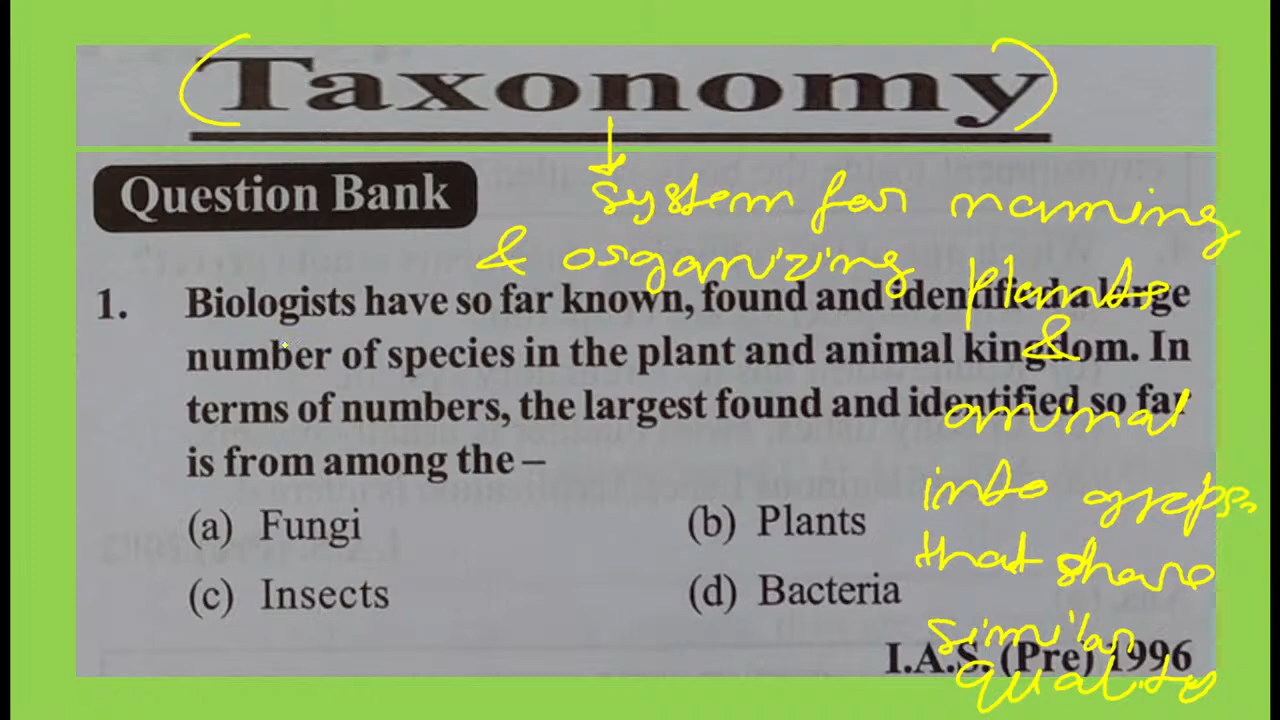 (Taxonomy)
Question Bank
system for naming
& organizing plants
&
animal
into grops
that share
similar
quality
1. Biologists have so far known, found and identified a large
number of species in the plant and animal kingdom. In
terms of numbers, the largest found and identified so far
is from among the –
(a) Fungi (b) Plants
(c) Insects (d) Bacteria
I.A.S. (Pre) 1996